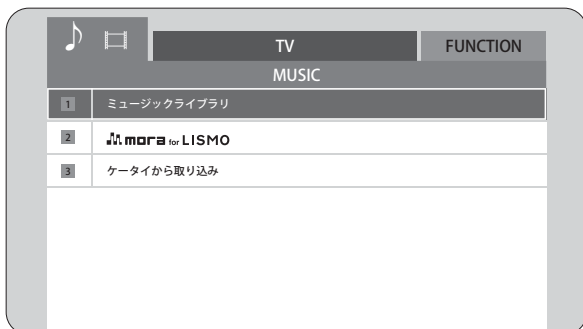 TV
FUNCTION
MUSIC
1 ミュージックライブラリ
2 mora for LISMO
3 ケータイから取り込み